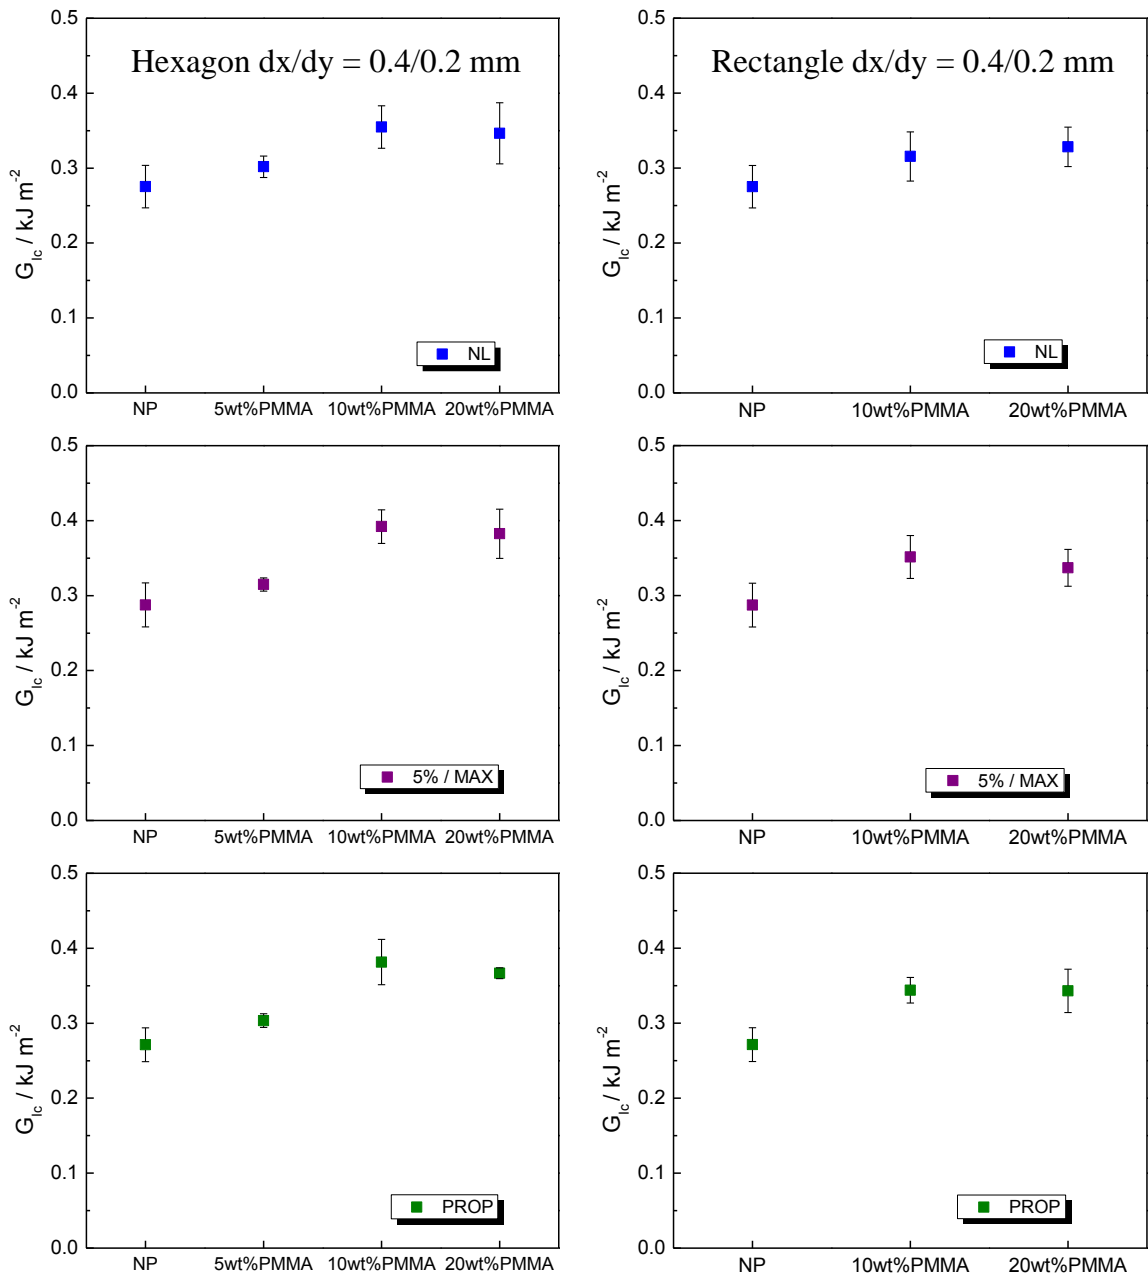 Hexagon dx/dy = 0.4/0.2 mm
0.5
0.4
0.3
0.2
0.1
0.0
G_Ic / kJ m^-2
NL
NP 5wt%PMMA 10wt%PMMA 20wt%PMMA
Rectangle dx/dy = 0.4/0.2 mm
0.5
0.4
0.3
0.2
0.1
0.0
G_Ic / kJ m^-2
NL
NP 10wt%PMMA 20wt%PMMA
0.5
0.4
0.3
0.2
0.1
0.0
G_Ic / kJ m^-2
5% / MAX
NP 5wt%PMMA 10wt%PMMA 20wt%PMMA
0.5
0.4
0.3
0.2
0.1
0.0
G_Ic / kJ m^-2
5% / MAX
NP 10wt%PMMA 20wt%PMMA
0.5
0.4
0.3
0.2
0.1
0.0
G_Ic / kJ m^-2
PROP
NP 5wt%PMMA 10wt%PMMA 20wt%PMMA
0.5
0.4
0.3
0.2
0.1
0.0
G_Ic / kJ m^-2
PROP
NP 10wt%PMMA 20wt%PMMA